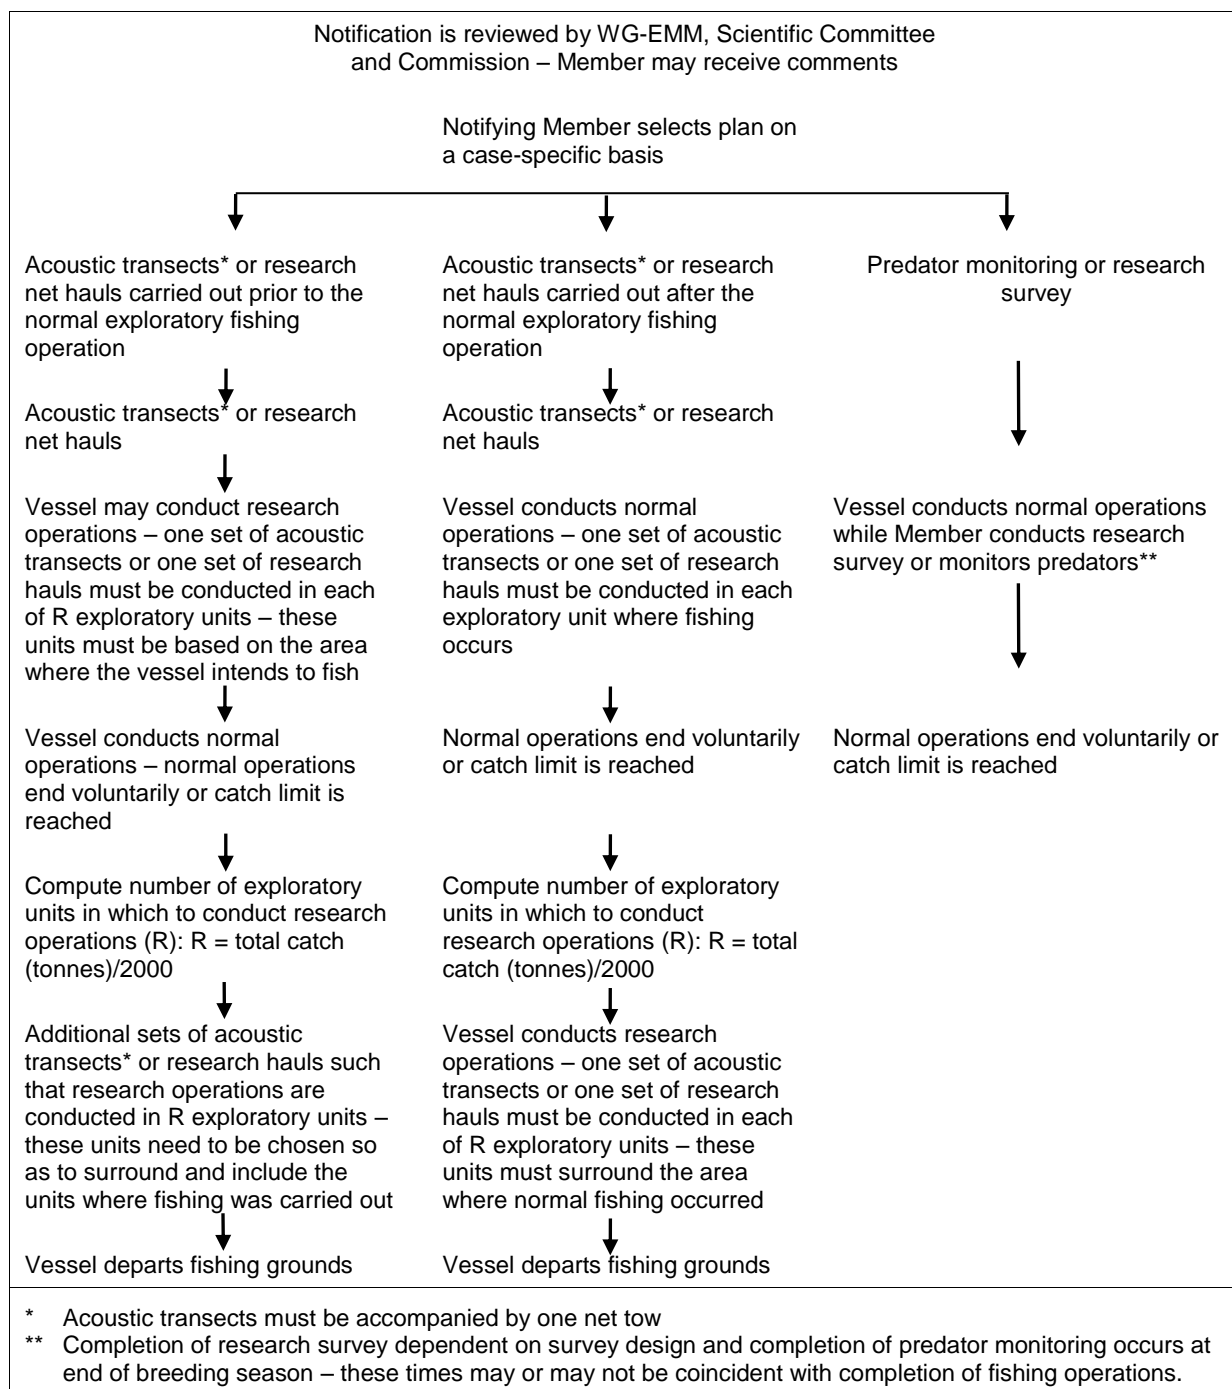 Notification is reviewed by WG-EMM, Scientific Committee
and Commission – Member may receive comments
Notifying Member selects plan on
a case-specific basis
Acoustic transects* or research
net hauls carried out prior to the
normal exploratory fishing
operation
Acoustic transects* or research
net hauls
Vessel may conduct research
operations – one set of acoustic
transects or one set of research
hauls must be conducted in each
of R exploratory units – these
units must be based on the area
where the vessel intends to fish
Vessel conducts normal
operations – normal operations
end voluntarily or catch limit is
reached
Compute number of exploratory
units in which to conduct research
operations (R): R = total catch
(tonnes)/2000
Additional sets of acoustic
transects* or research hauls such
that research operations are
conducted in R exploratory units –
these units need to be chosen so
as to surround and include the
units where fishing was carried out
Vessel departs fishing grounds
Acoustic transects* or research
net hauls carried out after the
normal exploratory fishing
operation
Acoustic transects* or research
net hauls
Vessel conducts normal
operations – one set of acoustic
transects or one set of research
hauls must be conducted in each
exploratory unit where fishing
occurs
Normal operations end voluntarily
or catch limit is reached
Compute number of exploratory
units in which to conduct
research operations (R): R = total
catch (tonnes)/2000
Vessel conducts research
operations – one set of acoustic
transects or one set of research
hauls must be conducted in each
of R exploratory units – these
units must surround the area
where normal fishing occurred
Vessel departs fishing grounds
Predator monitoring or research
survey
Vessel conducts normal operations
while Member conducts research
survey or monitors predators**
Normal operations end voluntarily or
catch limit is reached
* Acoustic transects must be accompanied by one net tow
** Completion of research survey dependent on survey design and completion of predator monitoring occurs at
end of breeding season – these times may or may not be coincident with completion of fishing operations.